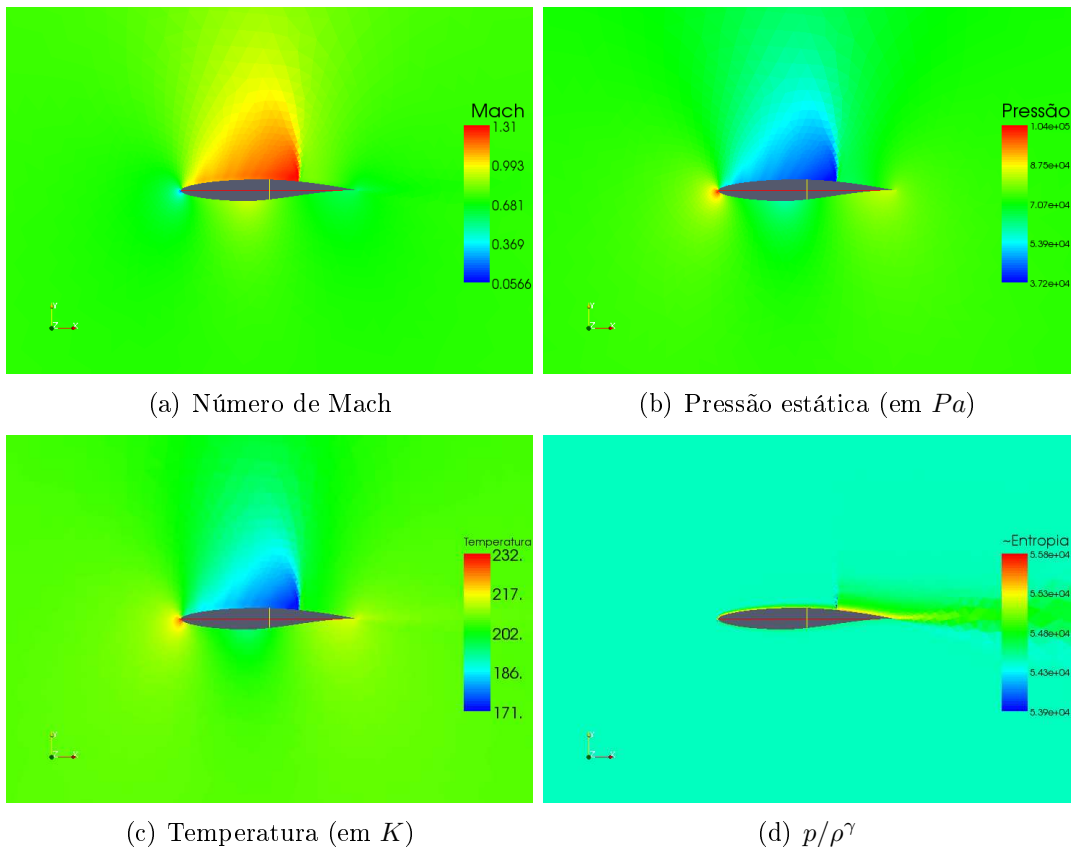 Mach
1.31
0.993
0.681
0.369
0.0566
(a) Número de Mach
Pressão
1.04e+05
8.75e+04
7.07e+04
5.39e+04
3.72e+04
(b) Pressão estática (em Pa)
Temperatura
232.
217.
202.
186.
171.
(c) Temperatura (em K)
~Entropia
5.58e+04
5.53e+04
5.48e+04
5.43e+04
5.39e+04
(d) p/ρ^γ